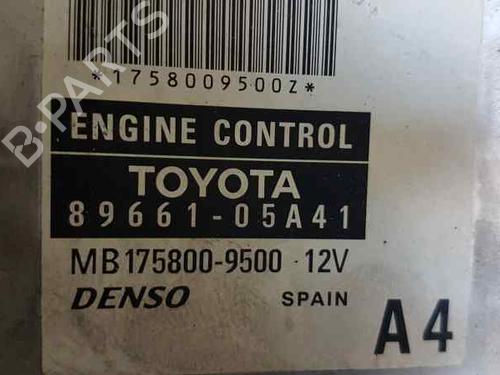 *1758009500Z*
B-PARTS
ENGINE CONTROL
TOYOTA
89661-05A41
MB175800-9500 12V
DENSO SPAIN
A4